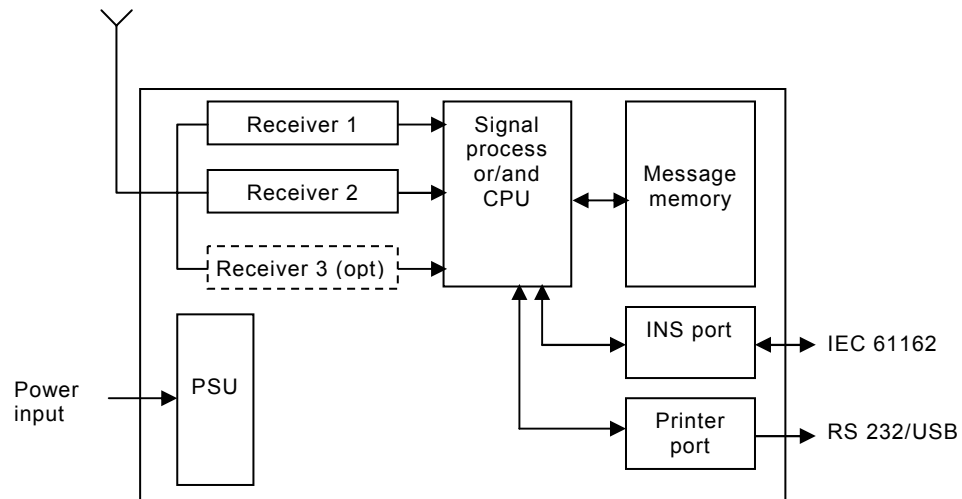 Receiver 1
Receiver 2
Receiver 3 (opt)
Signal
process
or/and
CPU
Message
memory
INS port
IEC 61162
Power
input
PSU
Printer
port
RS 232/USB